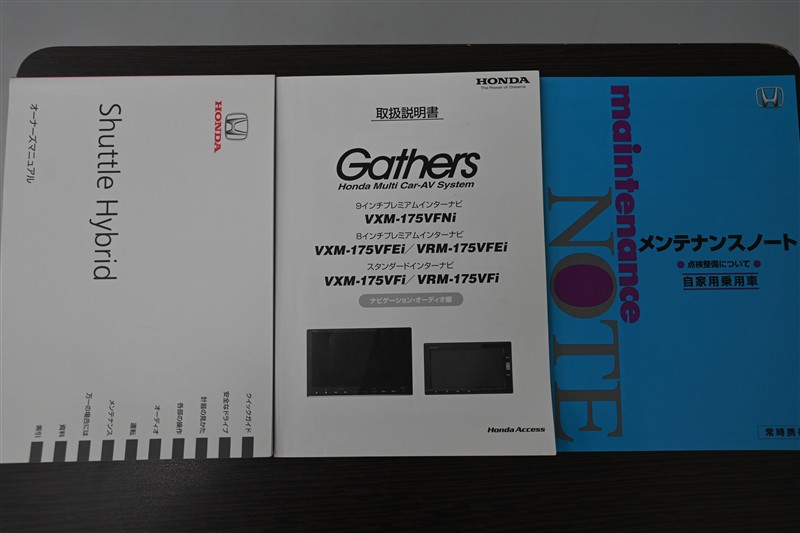 HONDA
Shuttle Hybrid
オーナーズマニュアル
クイックガイド
安全なドライブ
計器の見かた
各部の操作
オーディオ
運転
メンテナンス
万一の場合には
資料
索引
HONDA
The Power of Dreams
取扱説明書
Gathers
Honda Multi Car-AV System
9インチプレミアムインターナビ
VXM-175VFNi
8インチプレミアムインターナビ
VXM-175VFEi/VRM-175VFEi
スタンダードインターナビ
VXM-175VFi/VRM-175VFi
ナビゲーション・オーディオ編
Honda Access
maintenance
NOTE
メンテナンスノート
●点検整備について●
自家用乗用車
常時携